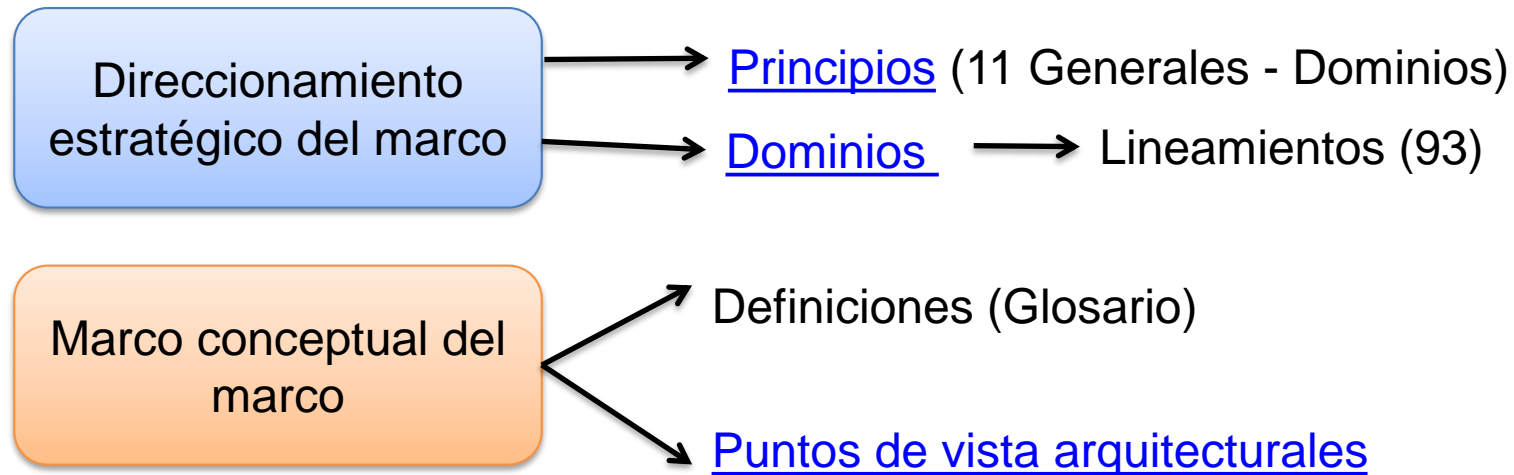 Direccionamiento
estratégico del marco
Principios (11 Generales - Dominios)
Dominios
Lineamientos (93)
Marco conceptual del
marco
Definiciones (Glosario)
Puntos de vista arquitecturales